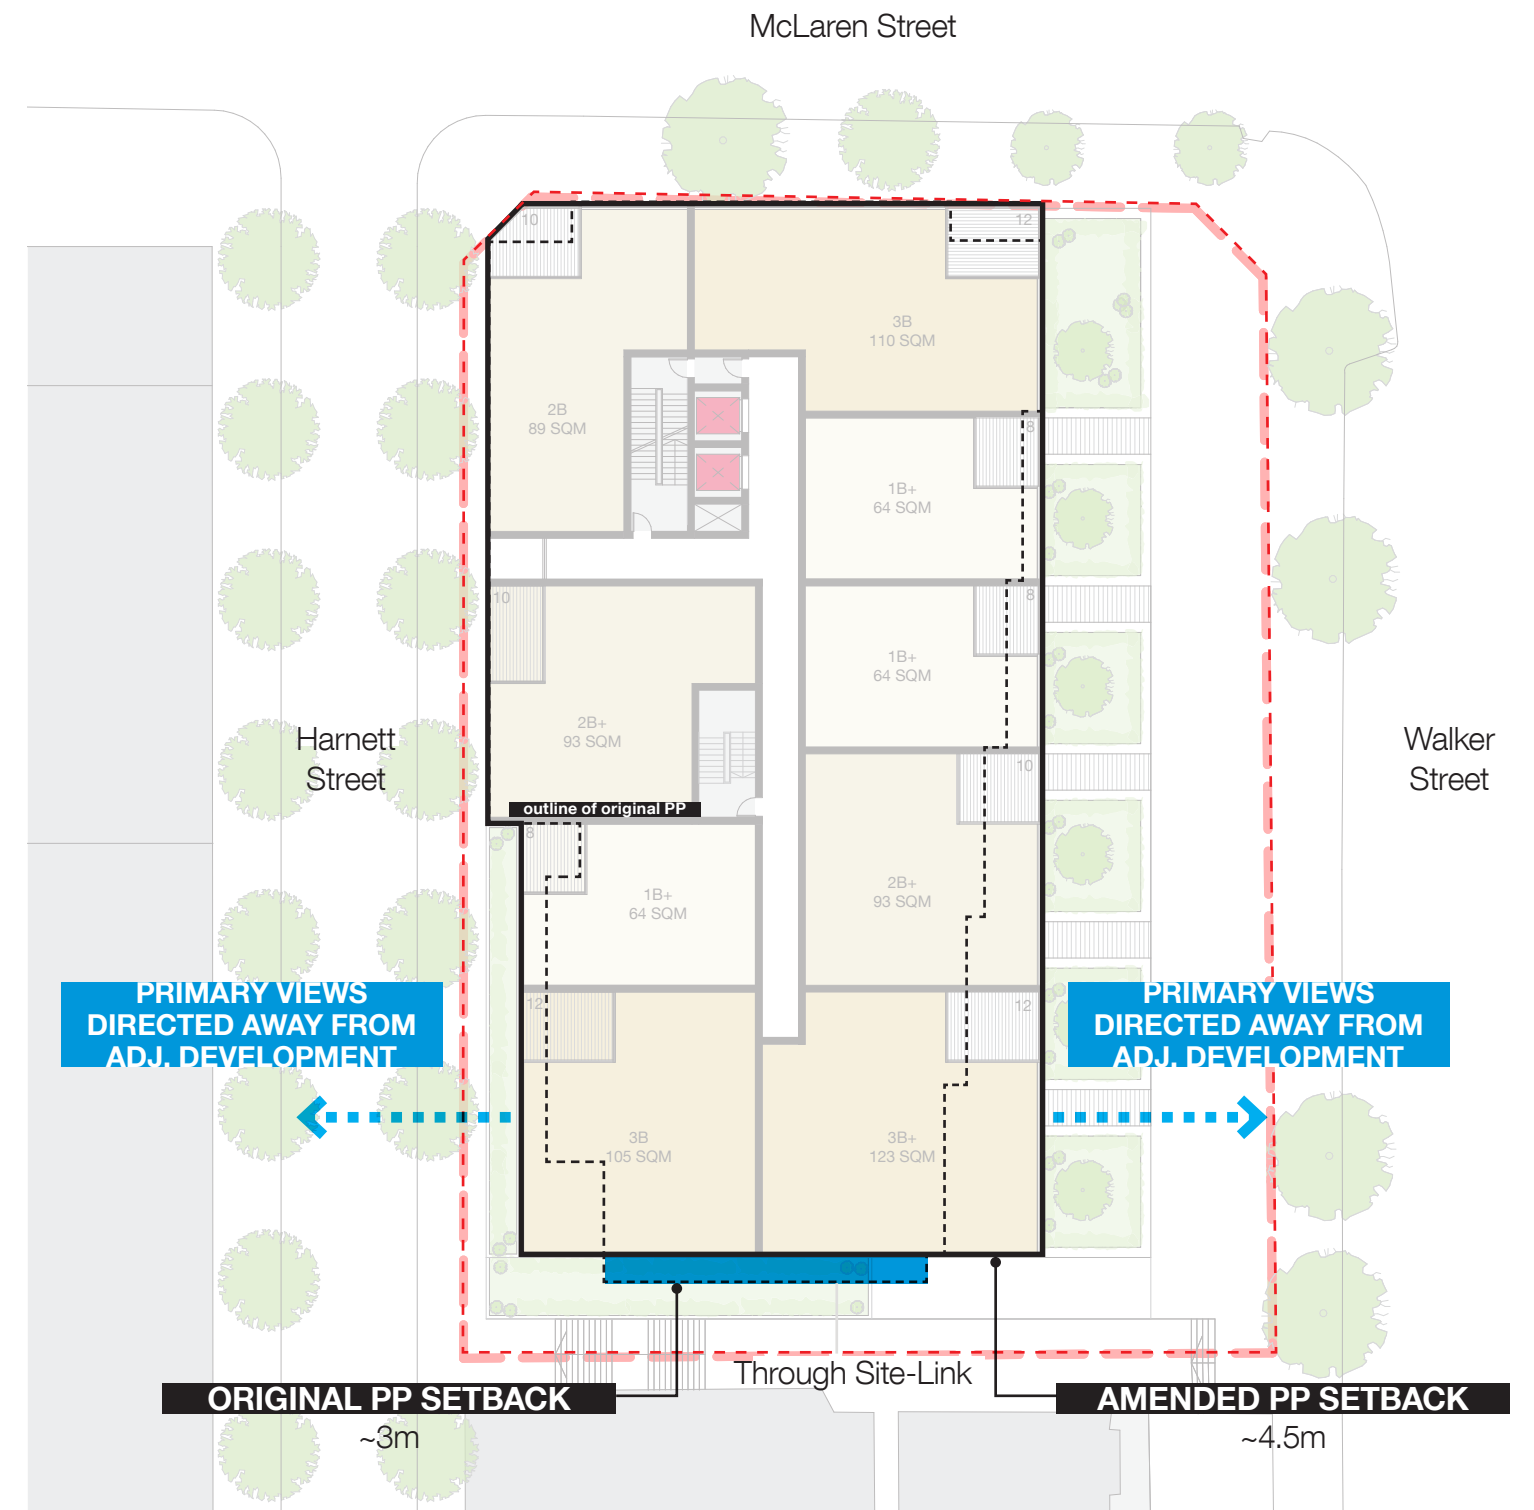 McLaren Street
10
12
3B
110 SQM
2B
89 SQM
8
1B+
64 SQM
10
8
1B+
64 SQM
2B+
93 SQM
Harnett
Street
Walker
Street
10
outline of original PP
8
1B+
64 SQM
2B+
93 SQM
PRIMARY VIEWS
DIRECTED AWAY FROM
ADJ. DEVELOPMENT
12
12
PRIMARY VIEWS
DIRECTED AWAY FROM
ADJ. DEVELOPMENT
3B
105 SQM
3B+
123 SQM
Through Site-Link
ORIGINAL PP SETBACK
~3m
AMENDED PP SETBACK
~4.5m